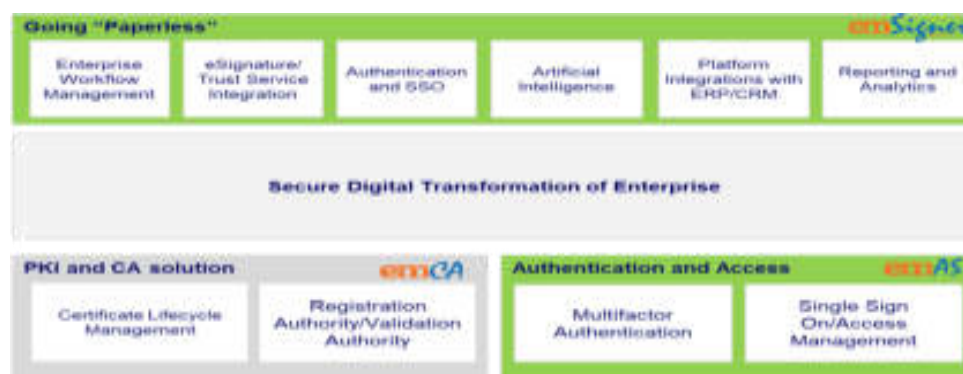 Going "Paperless"
emSigner
Enterprise
Workflow
Management
eSignature/
Trust Service
Integration
Authentication
and SSO
Artificial
Intelligence
Platform
Integrations with
ERP/CRM
Reporting and
Analytics
Secure Digital Transformation of Enterprise
PKI and CA solution
emCA
Certificate Lifecycle
Management
Registration
Authority/Validation
Authority
Authentication and Access
emAS
Multifactor
Authentication
Single Sign
On/Access
Management